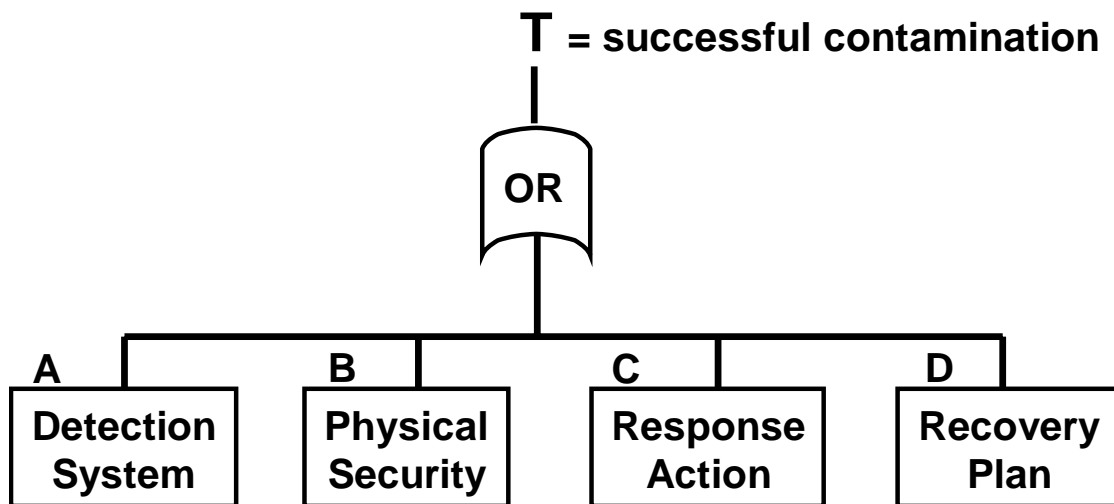 T = successful contamination
OR
A
Detection
System
B
Physical
Security
C
Response
Action
D
Recovery
Plan